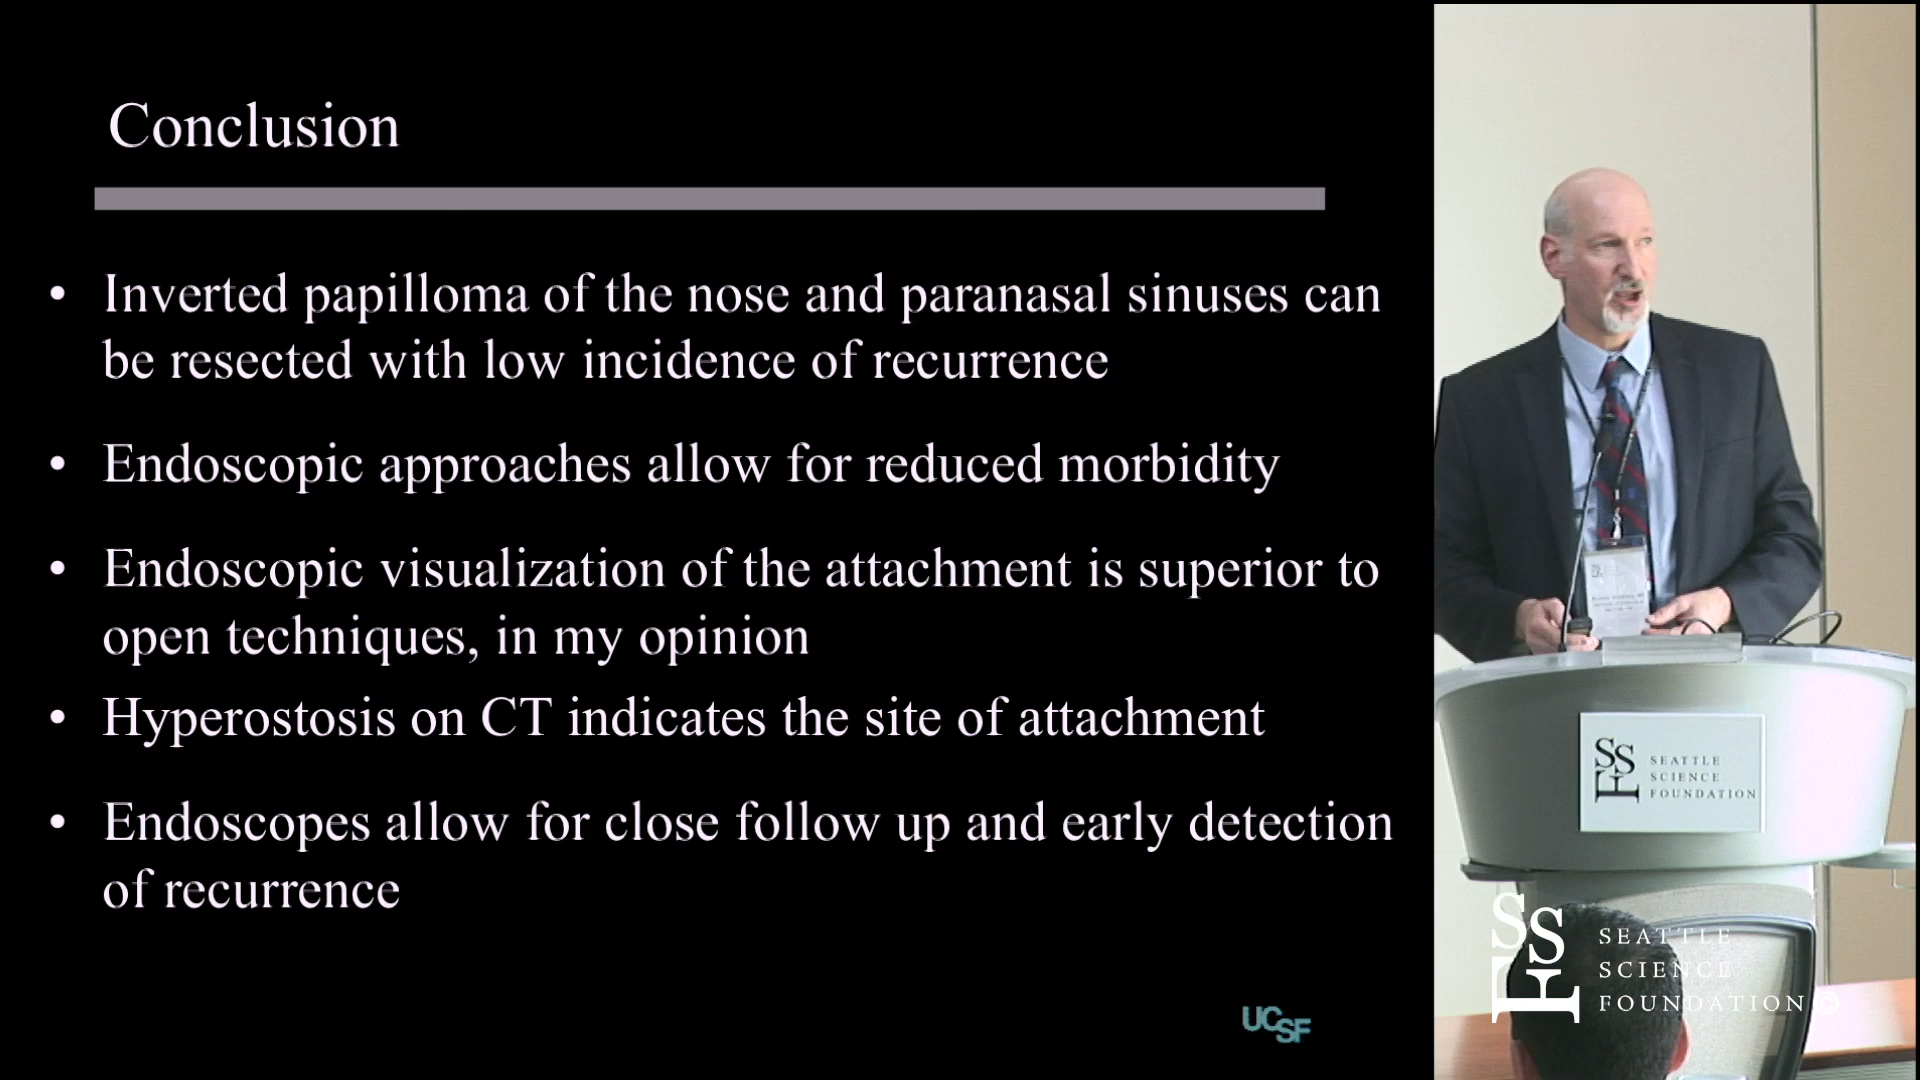 Conclusion
• Inverted papilloma of the nose and paranasal sinuses can
be resected with low incidence of recurrence
• Endoscopic approaches allow for reduced morbidity
• Endoscopic visualization of the attachment is superior to
open techniques, in my opinion
• Hyperostosis on CT indicates the site of attachment
• Endoscopes allow for close follow up and early detection
of recurrence
UCSF
SSF
SEATTLE
SCIENCE
FOUNDATION
SSF
SEATTLE
SCIENCE
FOUNDATION ©